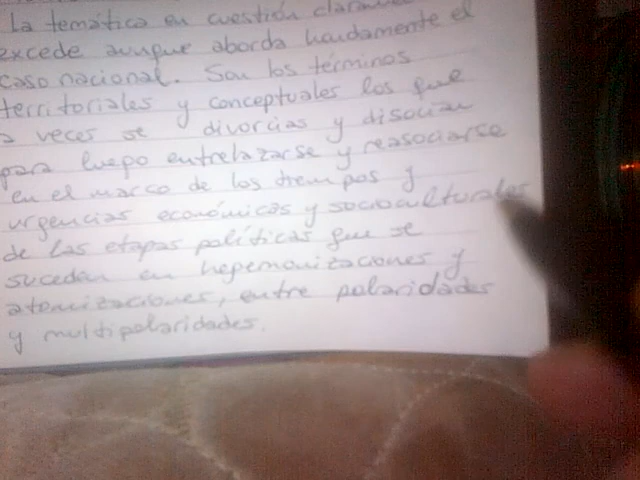 La temática en cuestión
excede aunque aborda hondamente el
caso nacional. Son los términos
territoriales y conceptuales los que
a veces se divorcias y disocian
para luego entrelazarse y reasociarse
en el marco de los tiempos y
urgencias económicas y socioculturales
de las etapas políticas que se
suceden en hegemonizaciones y
atomizaciones, entre polaridades
y multipolaridades.